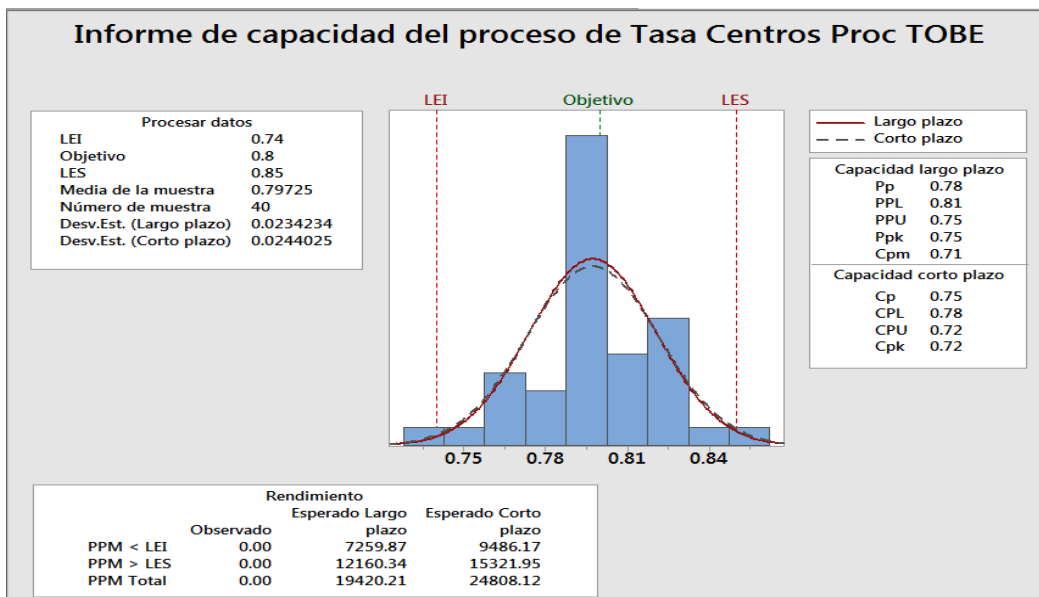 Informe de capacidad del proceso de Tasa Centros Proc TOBE
LEI Objetivo LES
Procesar datos
LEI 0.74
Objetivo 0.8
LES 0.85
Media de la muestra 0.79725
Número de muestra 40
Desv.Est. (Largo plazo) 0.0234234
Desv.Est. (Corto plazo) 0.0244025
Largo plazo
Corto plazo
Capacidad largo plazo
Pp 0.78
PPL 0.81
PPU 0.75
Ppk 0.75
Cpm 0.71
Capacidad corto plazo
Cp 0.75
CPL 0.78
CPU 0.72
Cpk 0.72
0.75 0.78 0.81 0.84
Rendimiento
Esperado Largo Esperado Corto
Observado plazo plazo
PPM < LEI 0.00 7259.87 9486.17
PPM > LES 0.00 12160.34 15321.95
PPM Total 0.00 19420.21 24808.12